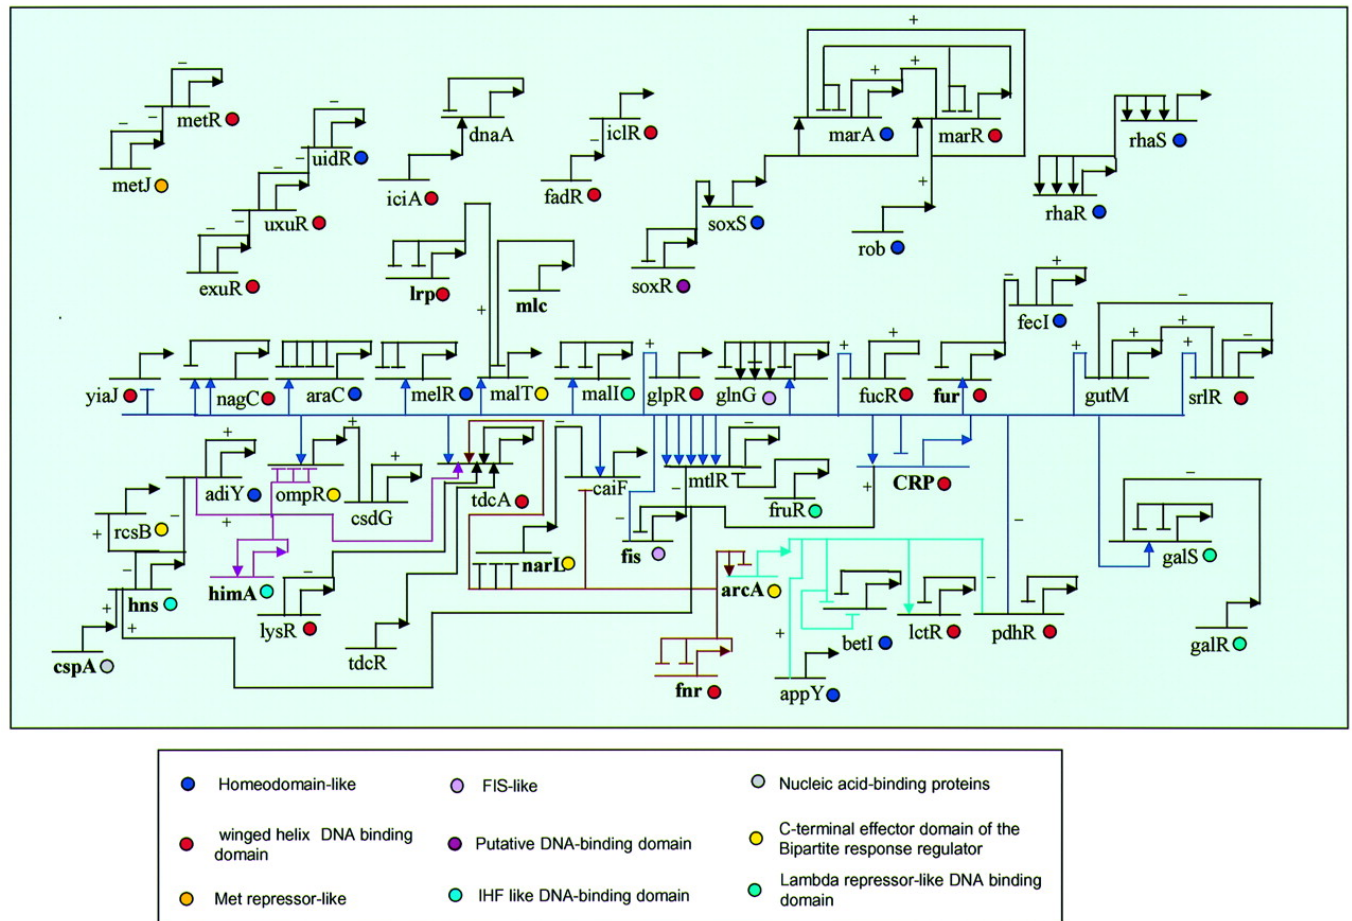 metR
metJ
uidR
uxuR
exuR
dnaA
iciA
iclR
fadR
lrp
mlc
marA
marR
soxS
soxR
rob
rhaS
rhaR
fecI
yiaJ
nagC
araC
melR
malT
malI
glpR
glnG
fucR
fur
gutM
srlR
adiY
ompR
csdG
tdcA
caiF
mtlR
fruR
CRP
rcsB
hns
himA
lysR
tdcR
narL
fis
arcA
betI
lctR
pdhR
galS
galR
cspA
fnr
appY
Homeodomain-like
FIS-like
Nucleic acid-binding proteins
winged helix DNA binding
domain
Putative DNA-binding domain
C-terminal effector domain of the
Bipartite response regulator
Met repressor-like
IHF like DNA-binding domain
Lambda repressor-like DNA binding
domain